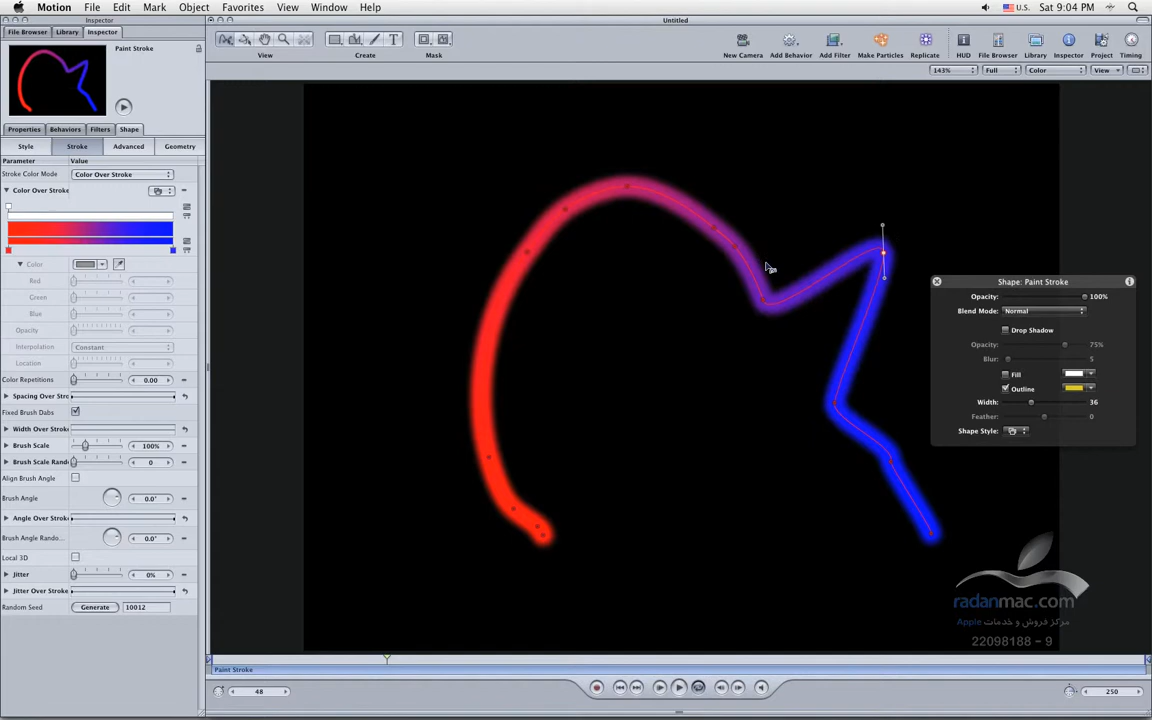 Motion File Edit Mark Object Favorites View Window Help U.S. Sat 9:04 PM
Inspector
Untitled
File Browser Library Inspector
Paint Stroke
View Create Mask New Camera Add Behavior Add Filter Make Particles Replicate HUD File Browser Library Inspector Project Timing
143% Full Color View
Properties Behaviors Filters Shape
Style Stroke Advanced Geometry
Parameter Value
Stroke Color Mode Color Over Stroke
Color Over Stroke
Color
Red
Green
Blue
Opacity
Interpolation Constant
Location
Color Repetitions 0.00
Spacing Over Strok
Fixed Brush Dabs
Width Over Stroke
Brush Scale 100%
Brush Scale Rand 0
Align Brush Angle
Brush Angle 0.0°
Angle Over Stroke
Brush Angle Rando... 0.0°
Local 3D
Jitter 0%
Jitter Over Stroke
Random Seed Generate 10012
Shape: Paint Stroke
Opacity: 100%
Blend Mode: Normal
Drop Shadow
Opacity: 75%
Blur: 5
Fill
Outline
Width: 36
Feather: 0
Shape Style:
radanmac.com
مرکز فروش و خدمات Apple
22098188 - 9
Paint Stroke
48 250